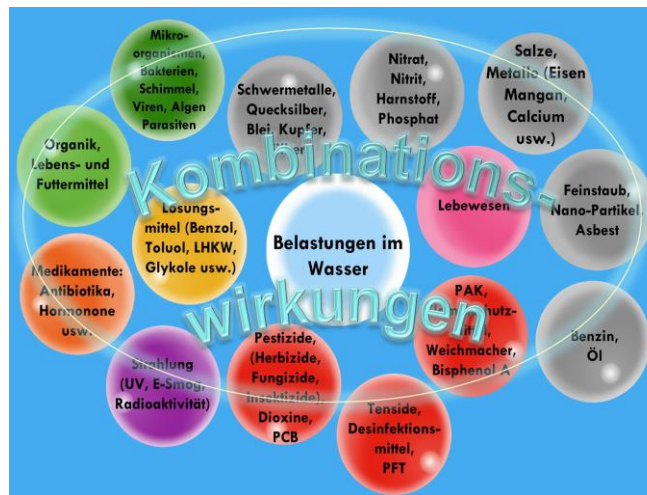 Mikro-
organismen,
Bakterien,
Schimmel,
Viren, Algen
Parasiten
Schwermetalle,
Quecksilber,
Blei, Kupfer,
Nitrat,
Nitrit,
Harnstoff,
Phosphat
Salze,
Metalle (Eisen
Mangan,
Calcium
usw.)
Organik,
Lebens- und
Futtermittel
Kombinations-
wirkungen
Lösungs-
mittel (Benzol,
Toluol, LHKW,
Glykole usw.)
Belastungen im
Wasser
Lebewesen
Feinstaub,
Nano-Partikel
Asbest
Medikamente:
Antibiotika,
Hormonone
usw.
PAK,
Weichmacher,
Bisphenol A
Benzin,
Öl
Strahlung
(UV, E-Smog,
Radioaktivität)
Pestizide,
(Herbizide,
Fungizide,
Insektizide),
Dioxine,
PCB
Tenside,
Desinfektions-
mittel,
PFT